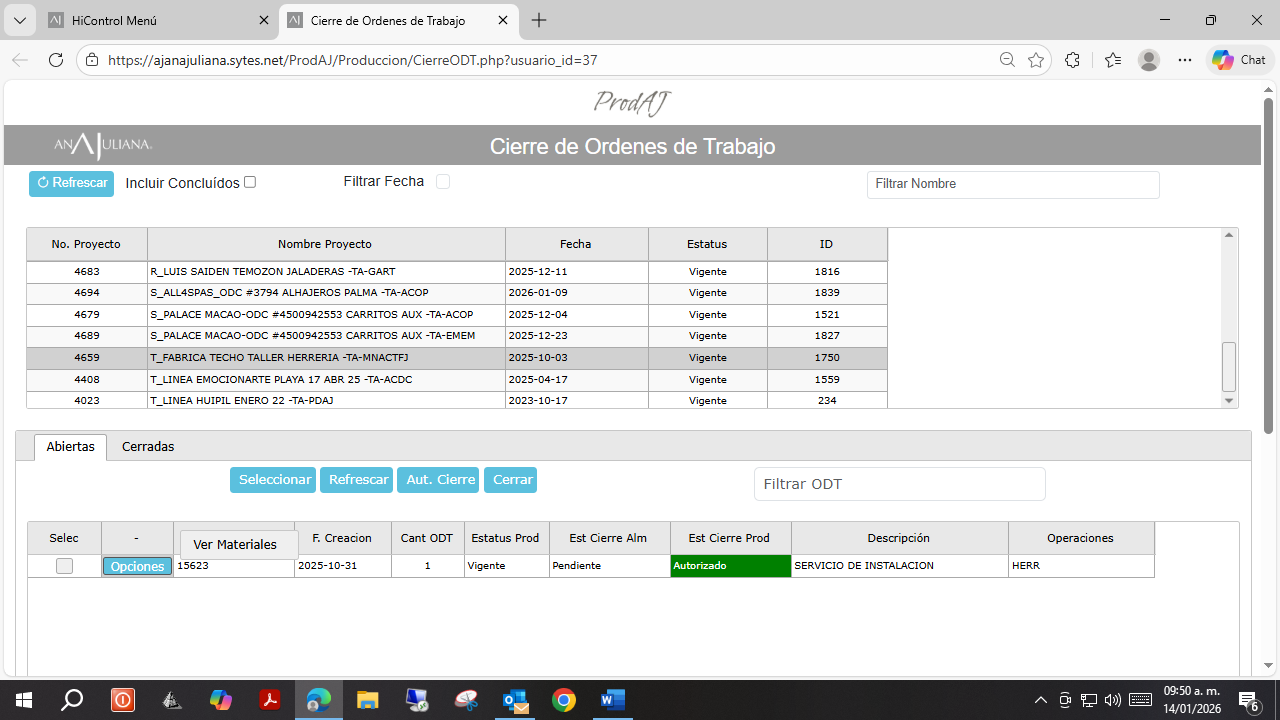 HiControl Menú
Cierre de Ordenes de Trabajo
https://ajanajuliana.sytes.net/ProdAJ/Produccion/CierreODT.php?usuario_id=37
Chat
ProdAJ
ANAJULIANA.
Cierre de Ordenes de Trabajo
Refrescar Incluir Concluídos Filtrar Fecha Filtrar Nombre
No. Proyecto Nombre Proyecto Fecha Estatus ID
4683 R_LUIS SAIDEN TEMOZON JALADERAS -TA-GART 2025-12-11 Vigente 1816
4694 S_ALL4SPAS_ODC #3794 ALHAJEROS PALMA -TA-ACOP 2026-01-09 Vigente 1839
4679 S_PALACE MACAO-ODC #4500942553 CARRITOS AUX -TA-ACOP 2025-12-04 Vigente 1521
4689 S_PALACE MACAO-ODC #4500942553 CARRITOS AUX -TA-EMEM 2025-12-23 Vigente 1827
4659 T_FABRICA TECHO TALLER HERRERIA -TA-MNACTFJ 2025-10-03 Vigente 1750
4408 T_LINEA EMOCIONARTE PLAYA 17 ABR 25 -TA-ACDC 2025-04-17 Vigente 1559
4023 T_LINEA HUIPIL ENERO 22 -TA-PDAJ 2023-10-17 Vigente 234
Abiertas Cerradas
Seleccionar Refrescar Aut. Cierre Cerrar Filtrar ODT
Selec - Ver Materiales F. Creacion Cant ODT Estatus Prod Est Cierre Alm Est Cierre Prod Descripción Operaciones
Opciones 15623 2025-10-31 1 Vigente Pendiente Autorizado SERVICIO DE INSTALACION HERR
09:50 a. m.
14/01/2026
6